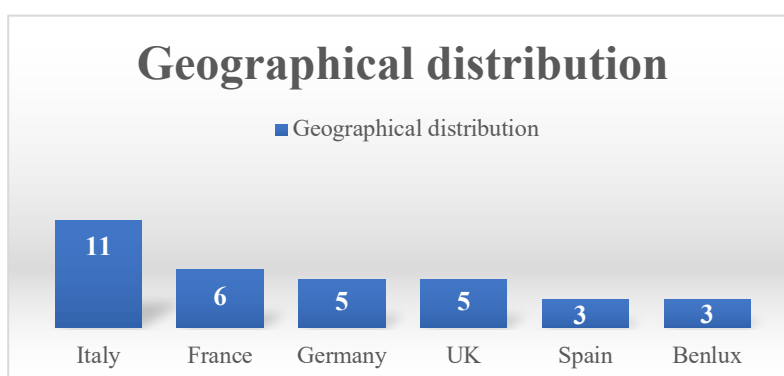 Geographical distribution
Geographical distribution
11
6
5
5
3
3
Italy
France
Germany
UK
Spain
Benlux